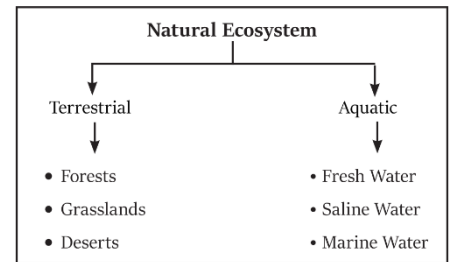 Natural Ecosystem
Terrestrial
Aquatic
• Forests
• Grasslands
• Deserts
• Fresh Water
• Saline Water
• Marine Water